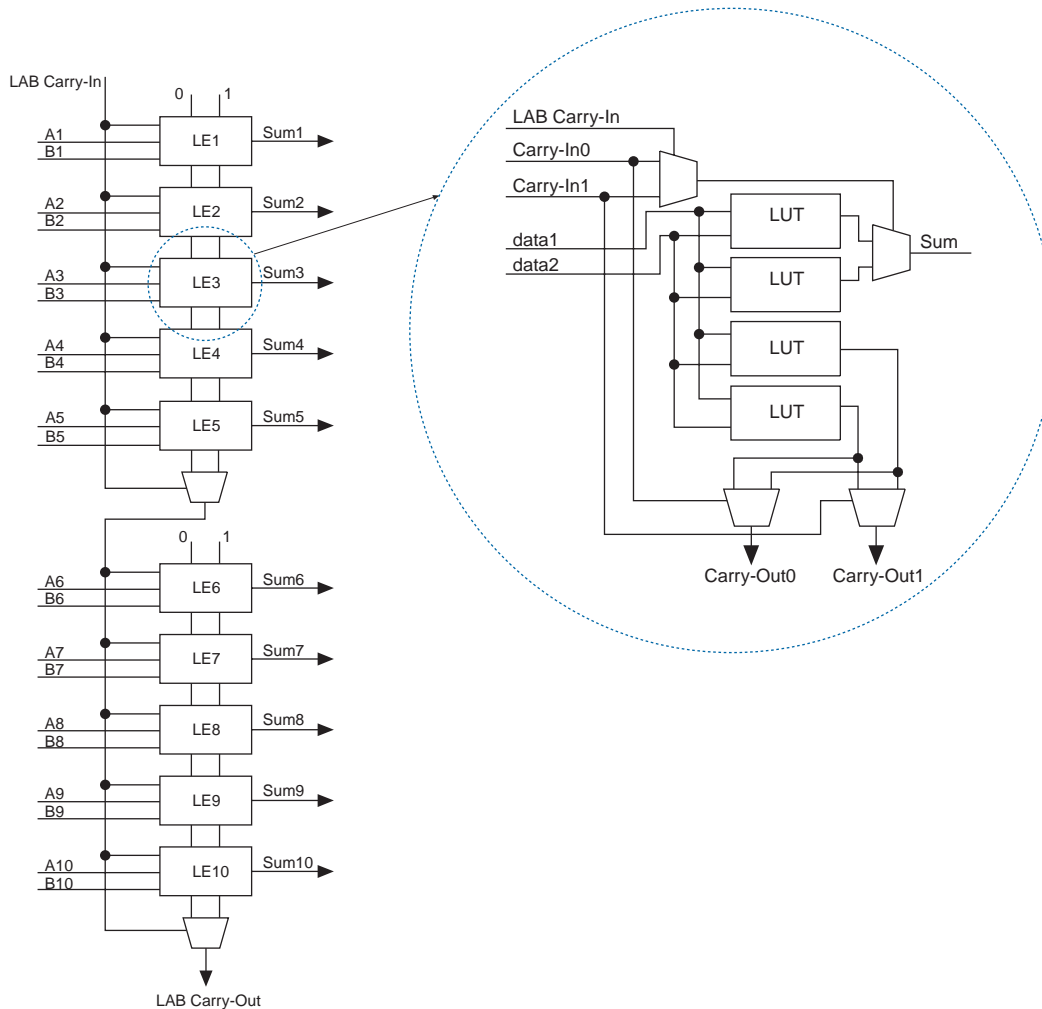 LAB Carry-In
0 1
A1
B1
LE1
Sum1
A2
B2
LE2
Sum2
A3
B3
LE3
Sum3
A4
B4
LE4
Sum4
A5
B5
LE5
Sum5
0 1
A6
B6
LE6
Sum6
A7
B7
LE7
Sum7
A8
B8
LE8
Sum8
A9
B9
LE9
Sum9
A10
B10
LE10
Sum10
LAB Carry-Out
LAB Carry-In
Carry-In0
Carry-In1
data1
data2
LUT
LUT
LUT
LUT
Sum
Carry-Out0 Carry-Out1